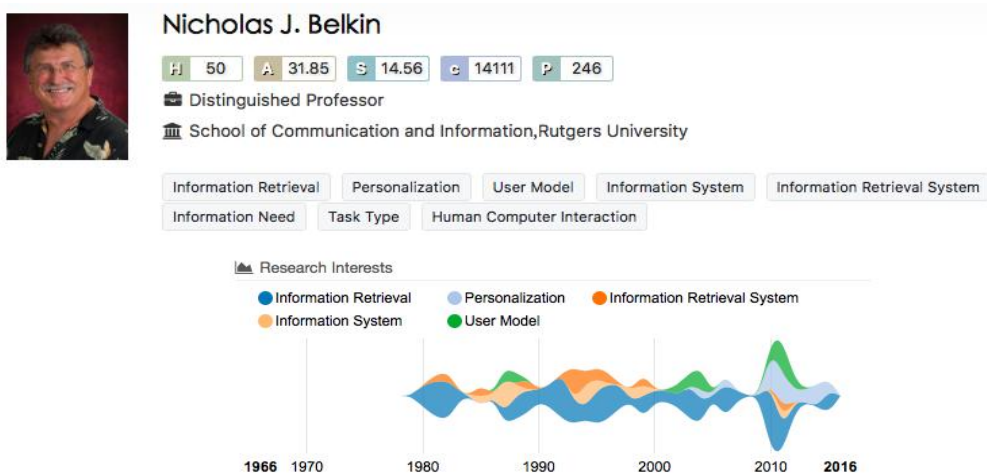 Nicholas J. Belkin
H 50 A 31.85 S 14.56 c 14111 P 246
Distinguished Professor
School of Communication and Information,Rutgers University
Information Retrieval Personalization User Model Information System Information Retrieval System
Information Need Task Type Human Computer Interaction
Research Interests
Information Retrieval Personalization Information Retrieval System
Information System User Model
1966 1970 1980 1990 2000 2010 2016